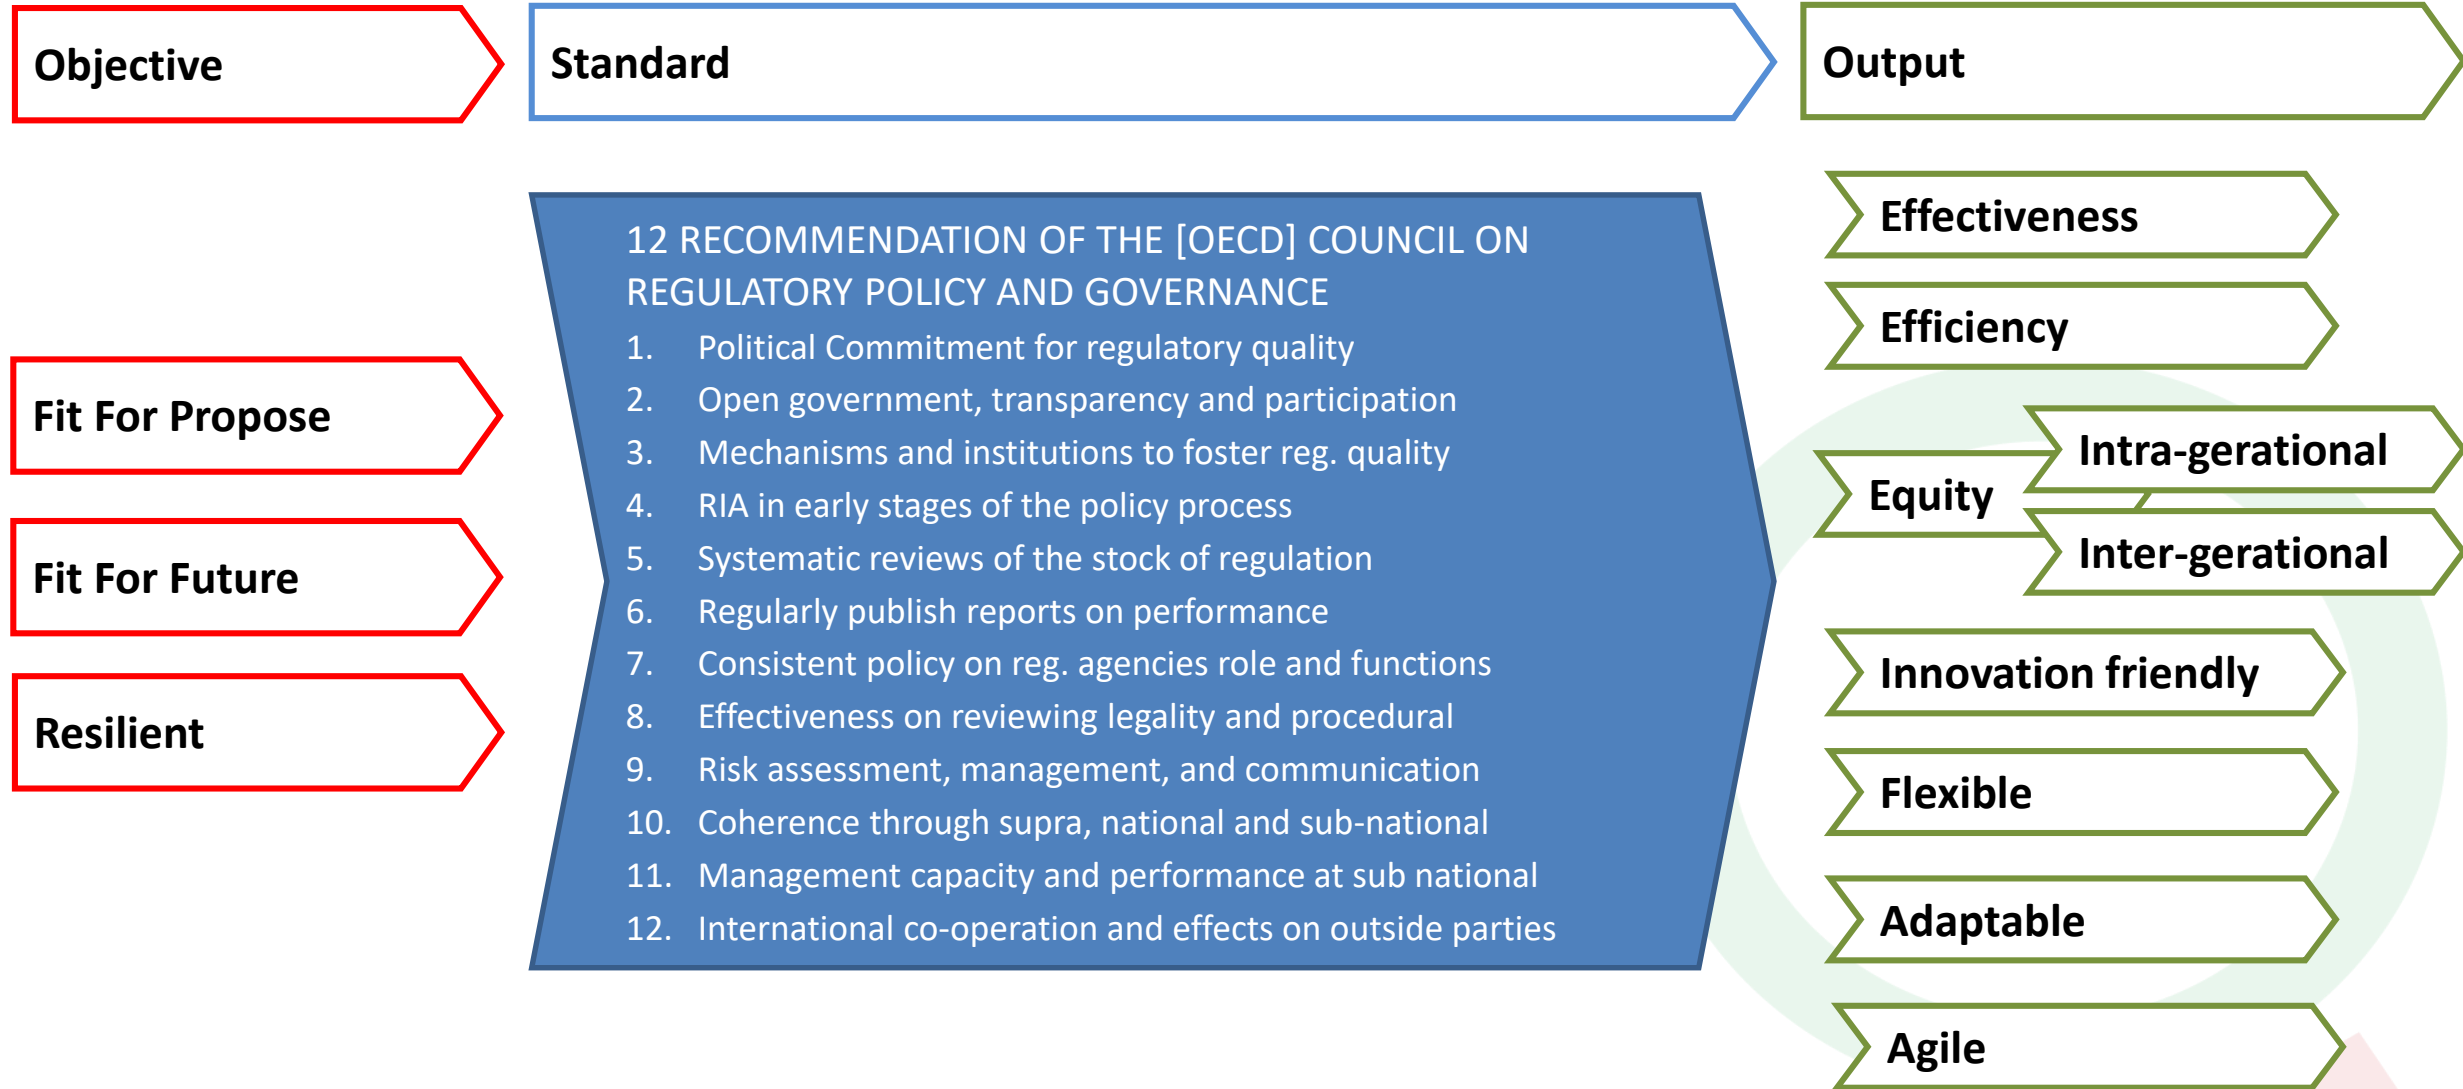 Objective
Standard
Output
Fit For Propose
Fit For Future
Resilient
12 RECOMMENDATION OF THE [OECD] COUNCIL ON
REGULATORY POLICY AND GOVERNANCE
1. Political Commitment for regulatory quality
2. Open government, transparency and participation
3. Mechanisms and institutions to foster reg. quality
4. RIA in early stages of the policy process
5. Systematic reviews of the stock of regulation
6. Regularly publish reports on performance
7. Consistent policy on reg. agencies role and functions
8. Effectiveness on reviewing legality and procedural
9. Risk assessment, management, and communication
10. Coherence through supra, national and sub-national
11. Management capacity and performance at sub national
12. International co-operation and effects on outside parties
Effectiveness
Efficiency
Equity
Intra-gerational
Inter-gerational
Innovation friendly
Flexible
Adaptable
Agile